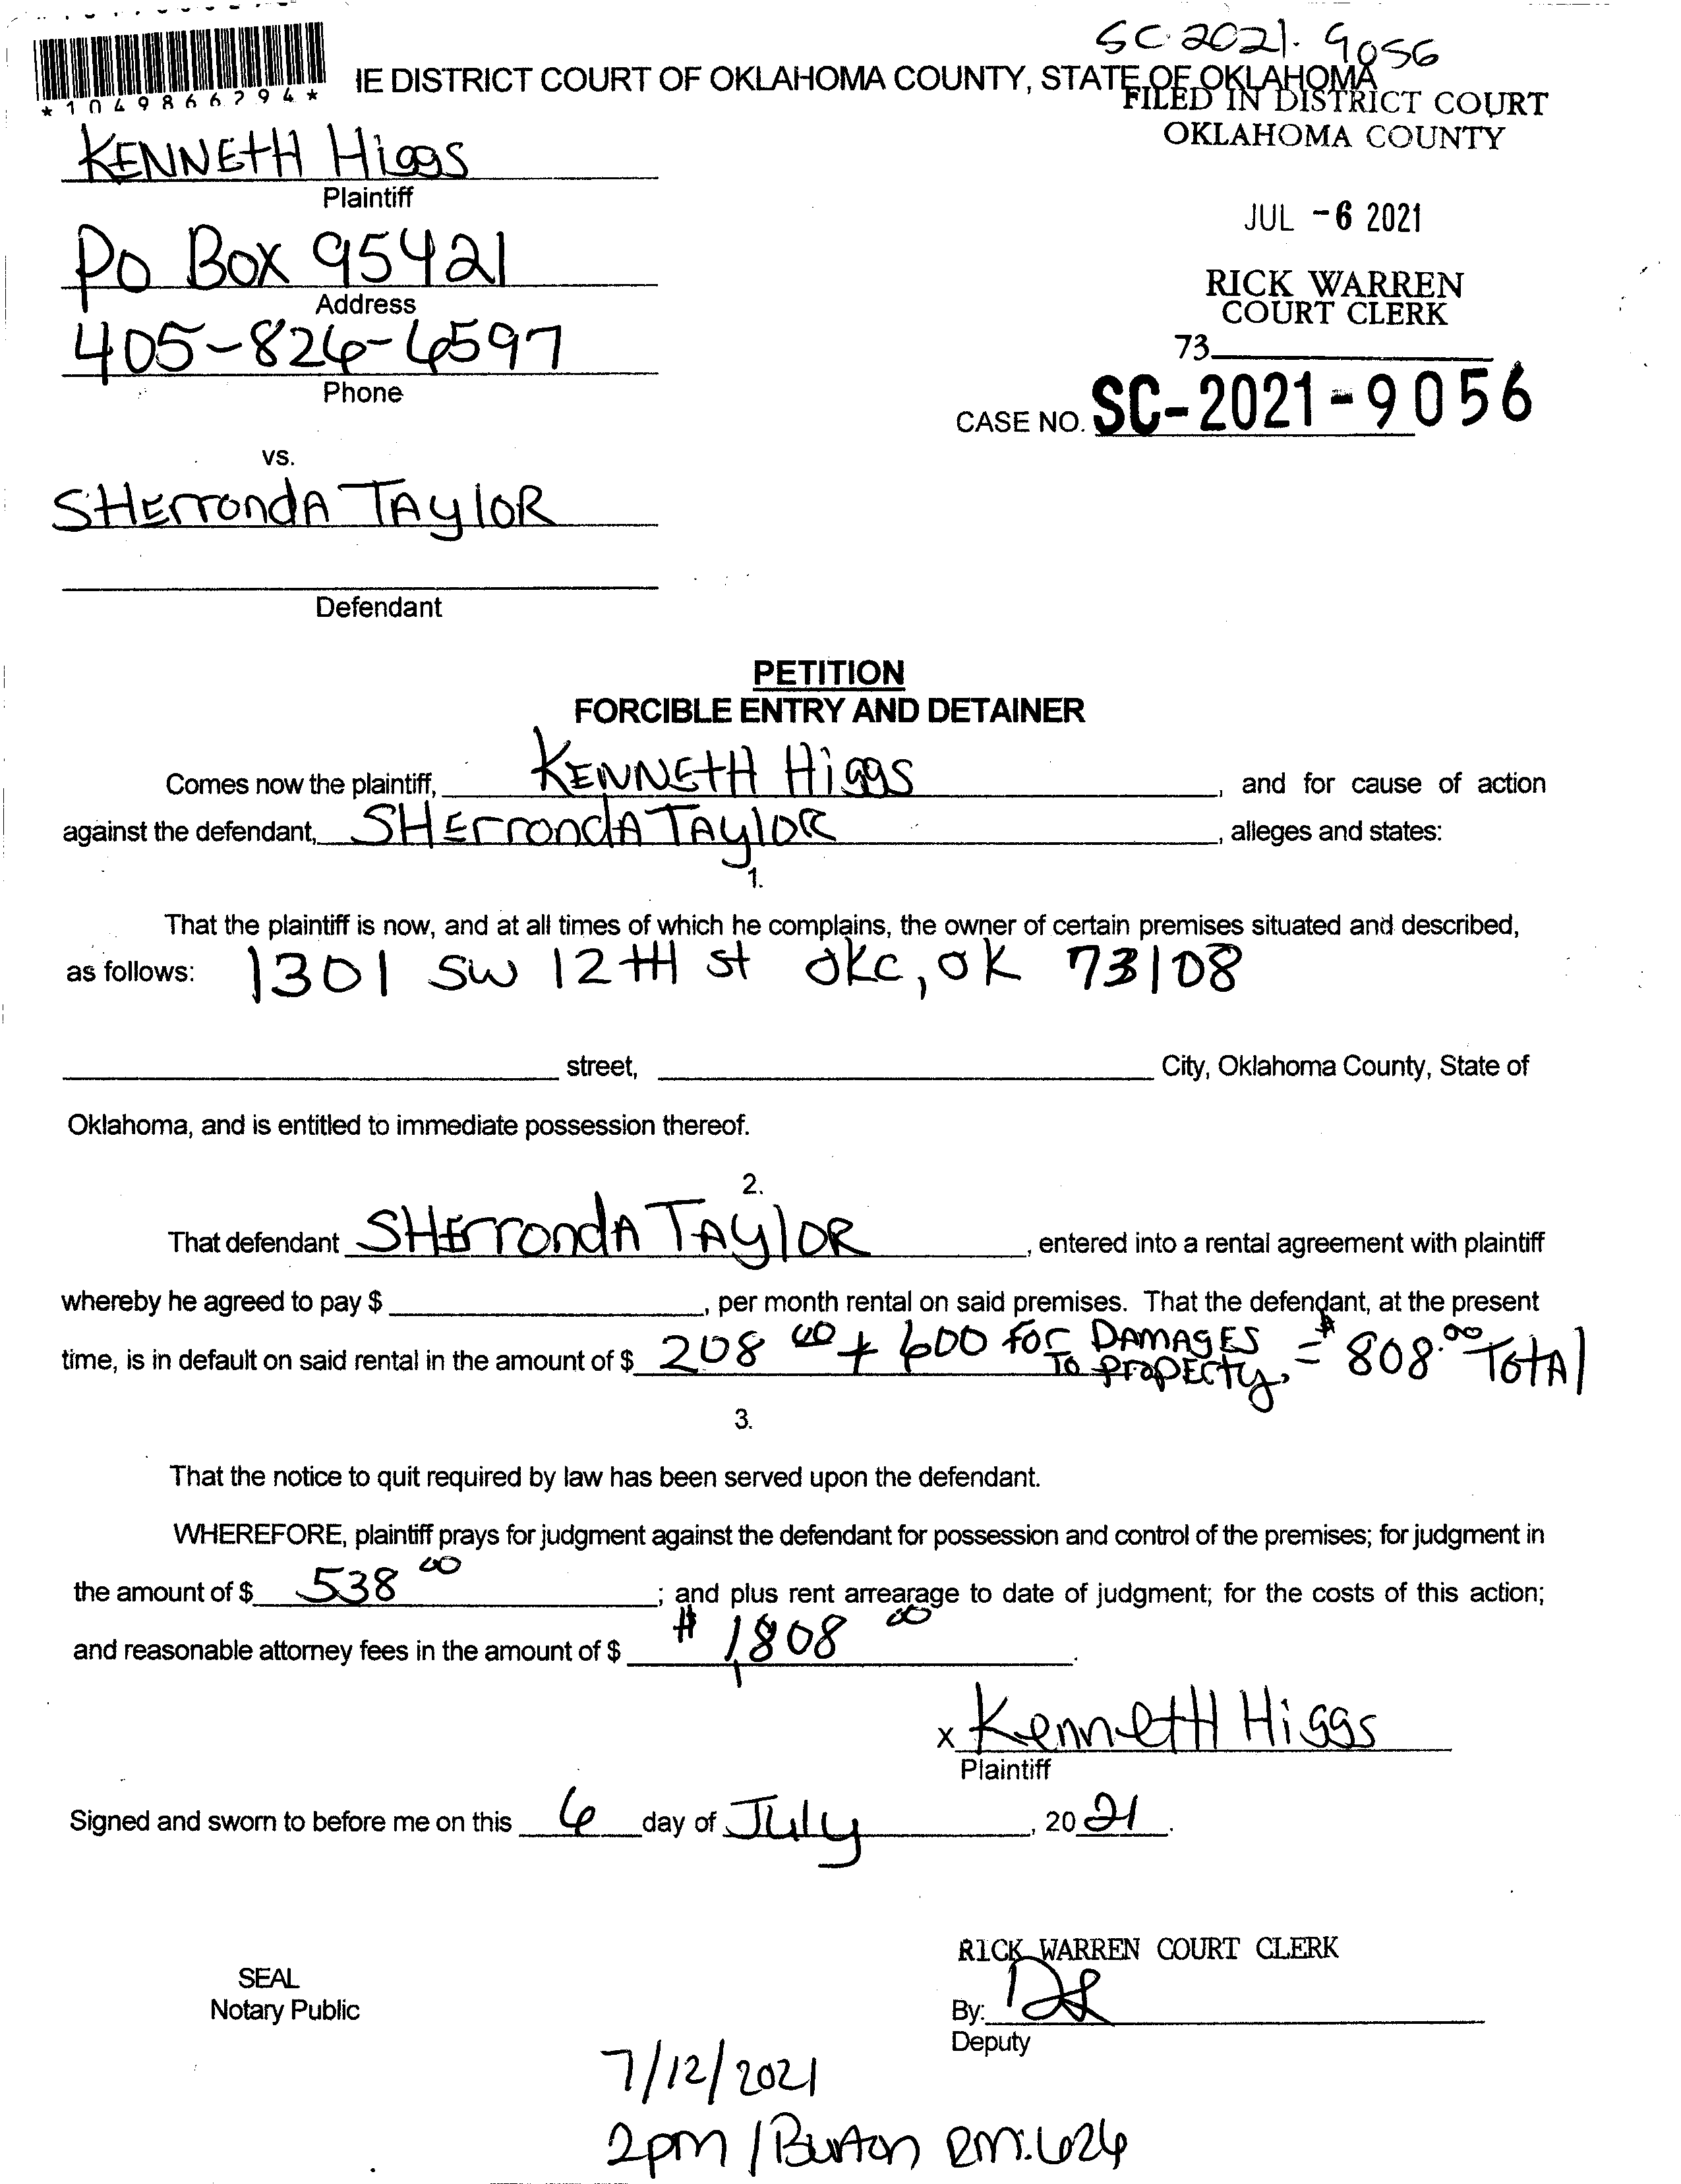 SC. 2021. 9056
IE DISTRICT COURT OF OKLAHOMA COUNTY, STATE OF OKLAHOMA
*1049866794*
FILED IN DISTRICT COURT
OKLAHOMA COUNTY
KENNETH Higgs
Plaintiff
JUL -6 2021
PO BOX 95421
Address
RICK WARREN
COURT CLERK
405-826-6597
Phone
73
CASE NO. SC-2021-9056
vs.
SHErrondA TAylOR
Defendant
PETITION
FORCIBLE ENTRY AND DETAINER
Comes now the plaintiff, KENNETH Higgs, and for cause of action
against the defendant, SHErrondA TAylOR, alleges and states:
1.
That the plaintiff is now, and at all times of which he complains, the owner of certain premises situated and described,
as follows: 1301 SW 12TH st OKC, OK 73108
street, City, Oklahoma County, State of
Oklahoma, and is entitled to immediate possession thereof.
2.
That defendant SHErrondA TAylOR, entered into a rental agreement with plaintiff
whereby he agreed to pay $, per month rental on said premises. That the defendant, at the present
time, is in default on said rental in the amount of $ 208 00 + 600 for DAMAGES TO PropErty, = $808.00 TotAl
3.
That the notice to quit required by law has been served upon the defendant.
WHEREFORE, plaintiff prays for judgment against the defendant for possession and control of the premises; for judgment in
the amount of $ 538 00; and plus rent arrearage to date of judgment; for the costs of this action;
and reasonable attorney fees in the amount of $ $1,808 00.
x KennetH Higgs
Plaintiff
Signed and sworn to before me on this 6 day of July, 20 21.
RICK WARREN COURT CLERK
SEAL
Notary Public
By:
Deputy
7/12/2021
2pm / Burton Rm. 626